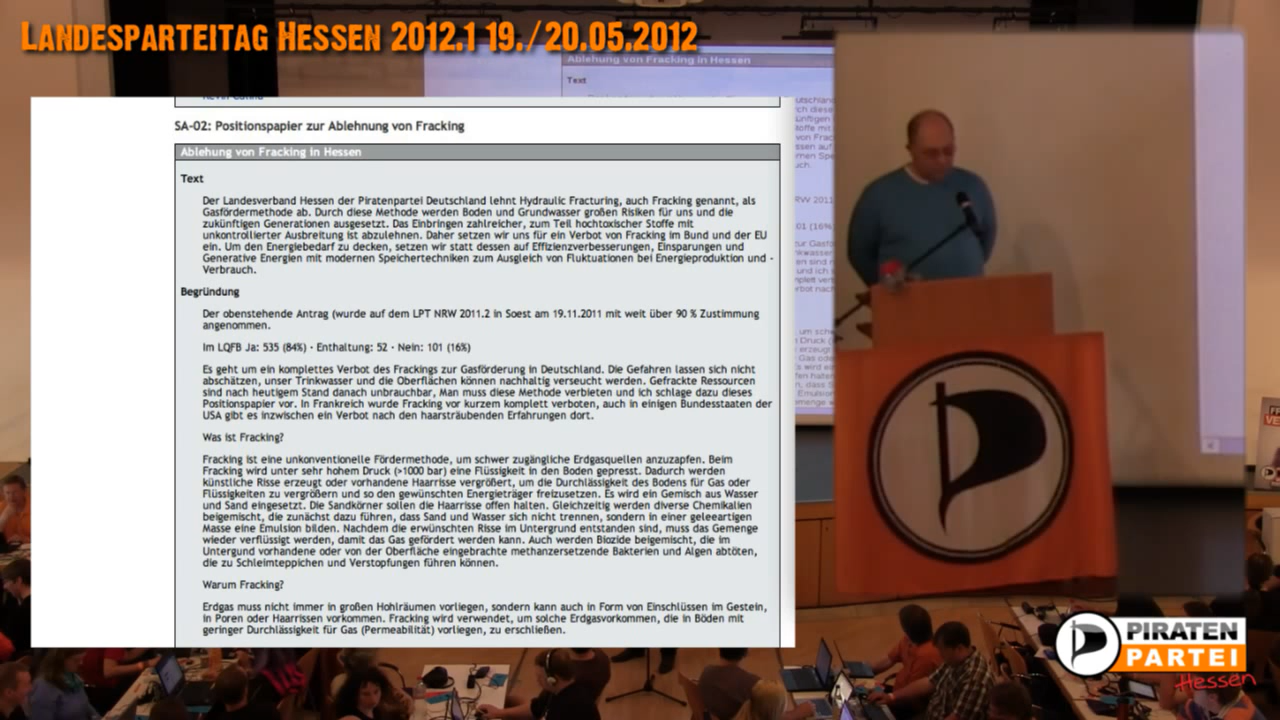 LANDESPARTEITAG HESSEN 2012.1 19./20.05.2012
Ablehung von Fracking in Hessen
Text
SA-02: Positionspapier zur Ablehnung von Fracking
Ablehung von Fracking in Hessen
Text
Der Landesverband Hessen der Piratenpartei Deutschland lehnt Hydraulic Fracturing, auch Fracking genannt, als
Gasfördermethode ab. Durch diese Methode werden Boden und Grundwasser großen Risiken für uns und die
zukünftigen Generationen ausgesetzt. Das Einbringen zahlreicher, zum Teil hochtoxischer Stoffe mit
unkontrollierter Ausbreitung ist abzulehnen. Daher setzen wir uns für ein Verbot von Fracking im Bund und der EU
ein. Um den Energiebedarf zu decken, setzen wir statt dessen auf Effizienzverbesserungen, Einsparungen und
Generative Energien mit modernen Speichertechniken zum Ausgleich von Fluktuationen bei Energieproduktion und -
Verbrauch.
Begründung
Der obenstehende Antrag (wurde auf dem LPT NRW 2011.2 in Soest am 19.11.2011 mit weit über 90 % Zustimmung
angenommen.
Im LQFB Ja: 535 (84%) · Enthaltung: 52 · Nein: 101 (16%)
Es geht um ein komplettes Verbot des Frackings zur Gasförderung in Deutschland. Die Gefahren lassen sich nicht
abschätzen, unser Trinkwasser und die Oberflächen können nachhaltig verseucht werden. Gefrackte Ressourcen
sind nach heutigem Stand danach unbrauchbar, Man muss diese Methode verbieten und ich schlage dazu dieses
Positionspapier vor. In Frankreich wurde Fracking vor kurzem komplett verboten, auch in einigen Bundesstaaten der
USA gibt es inzwischen ein Verbot nach den haarsträubenden Erfahrungen dort.
Was ist Fracking?
Fracking ist eine unkonventionelle Fördermethode, um schwer zugängliche Erdgasquellen anzuzapfen. Beim
Fracking wird unter sehr hohem Druck (>1000 bar) eine Flüssigkeit in den Boden gepresst. Dadurch werden
künstliche Risse erzeugt oder vorhandene Haarrisse vergrößert, um die Durchlässigkeit des Bodens für Gas oder
Flüssigkeiten zu vergrößern und so den gewünschten Energieträger freizusetzen. Es wird ein Gemisch aus Wasser
und Sand eingesetzt. Die Sandkörner sollen die Haarrisse offen halten. Gleichzeitig werden diverse Chemikalien
beigemischt, die zunächst dazu führen, dass Sand und Wasser sich nicht trennen, sondern in einer geleeartigen
Masse eine Emulsion bilden. Nachdem die erwünschten Risse im Untergrund entstanden sind, muss das Gemenge
wieder verflüssigt werden, damit das Gas gefördert werden kann. Auch werden Biozide beigemischt, die im
Untergund vorhandene oder von der Oberfläche eingebrachte methanzersetzende Bakterien und Algen abtöten,
die zu Schleimteppichen und Verstopfungen führen können.
Warum Fracking?
Erdgas muss nicht immer in großen Hohlräumen vorliegen, sondern kann auch in Form von Einschlüssen im Gestein,
in Poren oder Haarrissen vorkommen. Fracking wird verwendet, um solche Erdgasvorkommen, die in Böden mit
geringer Durchlässigkeit für Gas (Permeabilität) vorliegen, zu erschließen.
PIRATEN
PARTEI
Hessen